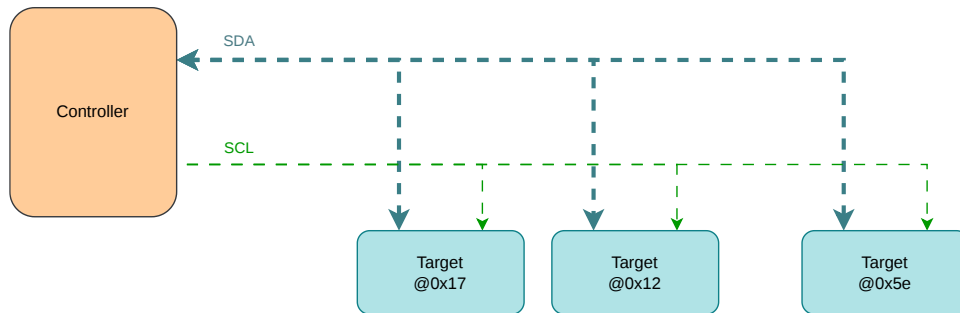 SDA
Controller
SCL
Target
@0x17
Target
@0x12
Target
@0x5e